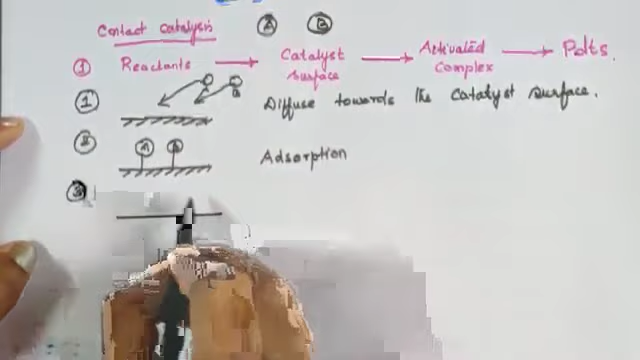 Contact catalysis A B
① Reactants → Catalyst surface → Activated Complex → Pdts.
① A B Diffuse towards the catalyst surface.
② A B Adsorption
③